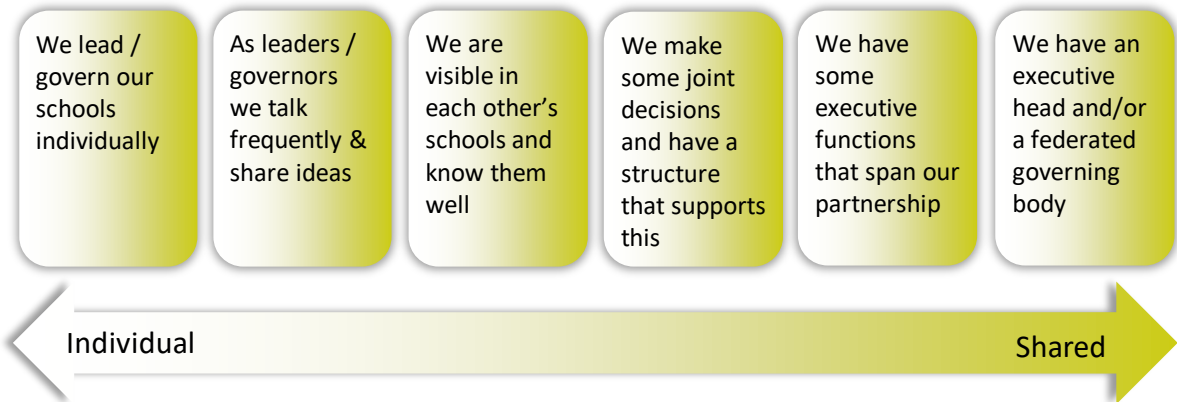 We lead /
govern our
schools
individually
As leaders /
governors
we talk
frequently &
share ideas
We are
visible in
each other’s
schools and
know them
well
We make
some joint
decisions
and have a
structure
that supports
this
We have
some
executive
functions
that span our
partnership
We have an
executive
head and/or
a federated
governing
body
Individual
Shared